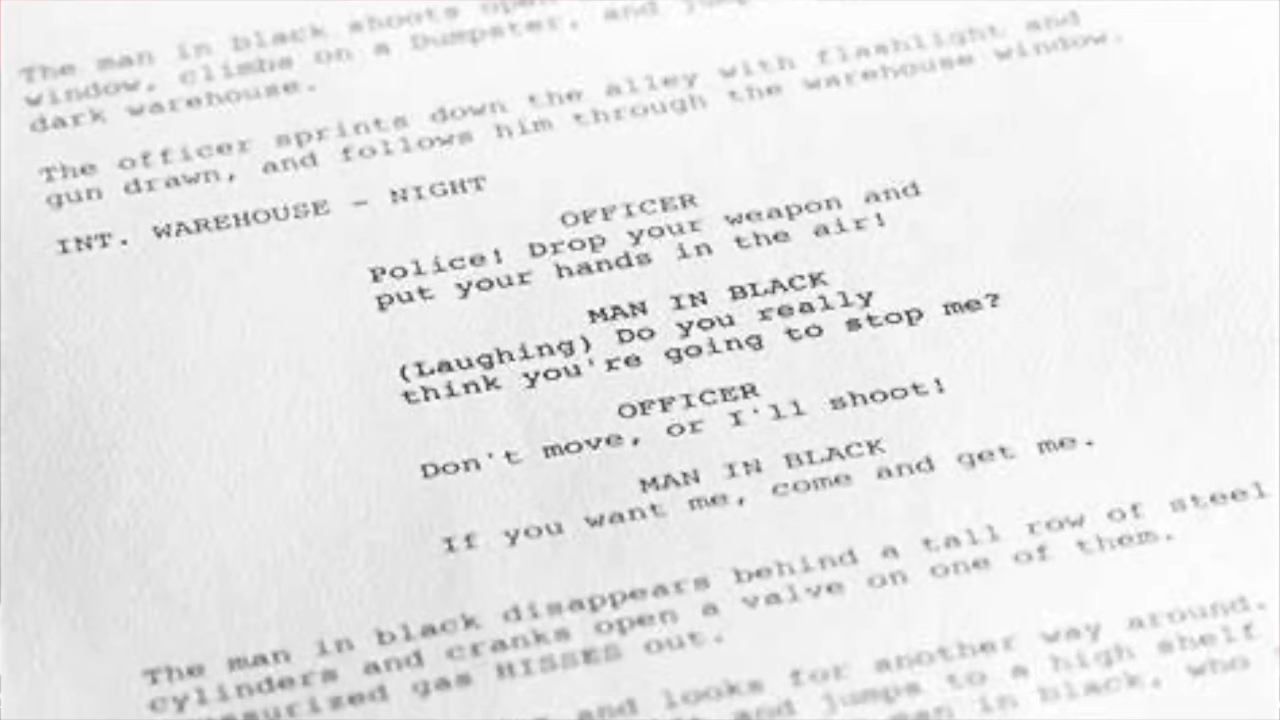 The man in black shoots open
window, climbs on a Dumpster, and
dark warehouse.
The officer sprints down the alley with flashlight and
gun drawn, and follows him through the warehouse window.
INT. WAREHOUSE - NIGHT
OFFICER
Police! Drop your weapon and
put your hands in the air!
MAN IN BLACK
(Laughing) Do you really
think you're going to stop me?
OFFICER
Don't move, or I'll shoot!
MAN IN BLACK
If you want me, come and get me.
The man in black disappears behind a tall row of steel
cylinders and cranks open a valve on one of them.
gas HISSES out.
and looks for another way around.
and jumps to a high shelf
man in black, who